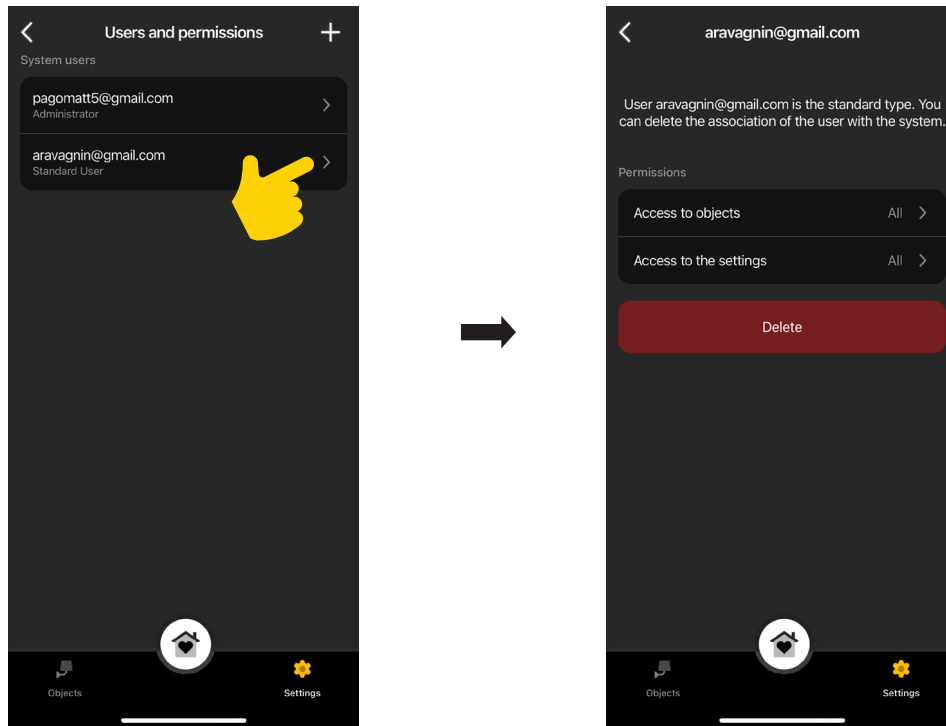 Users and permissions
System users
pagomatt5@gmail.com
Administrator
aravagnin@gmail.com
Standard User
Objects
Settings
aravagnin@gmail.com
User aravagnin@gmail.com is the standard type. You
can delete the association of the user with the system.
Permissions
Access to objects All
Access to the settings All
Delete
Objects
Settings